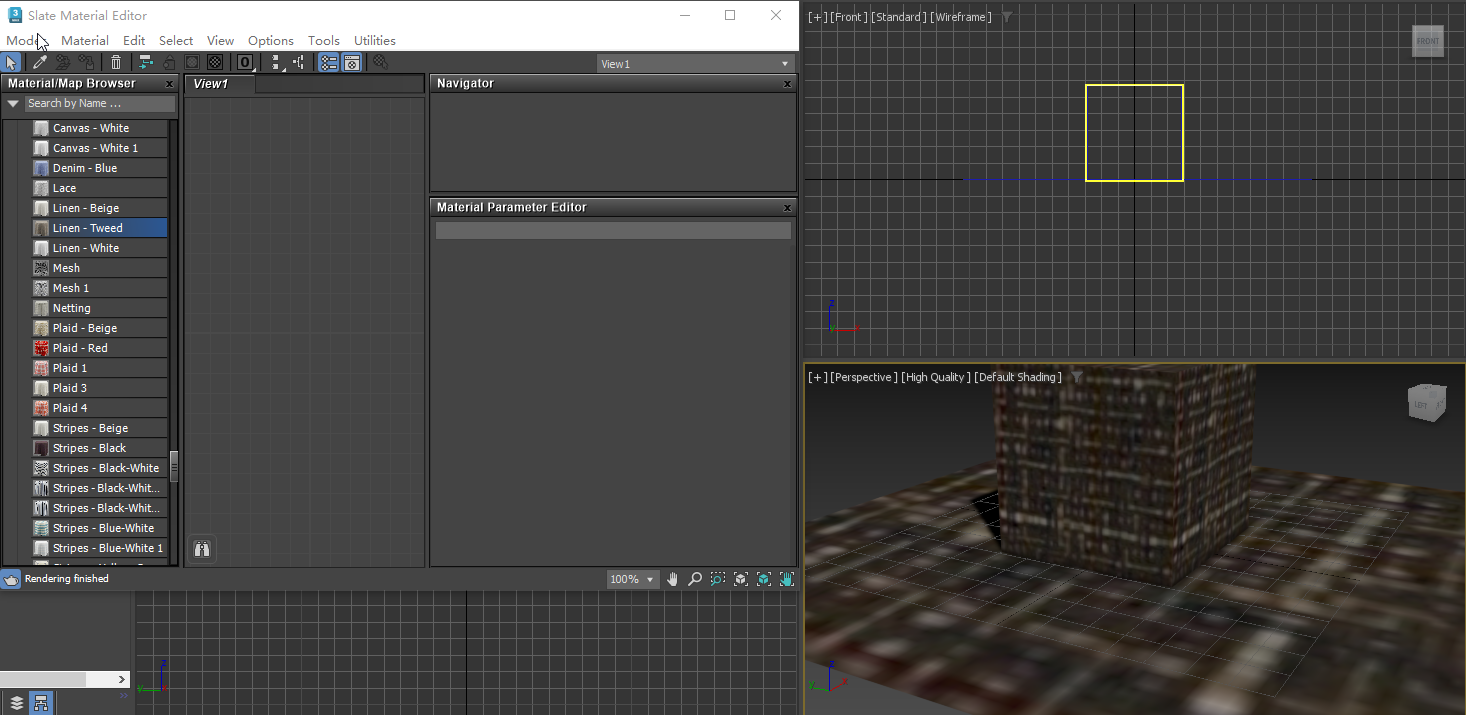 Slate Material Editor
Modes Material Edit Select View Options Tools Utilities
View1
Material/Map Browser x
Search by Name ...
Canvas - White
Canvas - White 1
Denim - Blue
Lace
Linen - Beige
Linen - Tweed
Linen - White
Mesh
Mesh 1
Netting
Plaid - Beige
Plaid - Red
Plaid 1
Plaid 3
Plaid 4
Stripes - Beige
Stripes - Black
Stripes - Black-White
Stripes - Black-Whit...
Stripes - Black-Whit...
Stripes - Blue-White
Stripes - Blue-White 1
View1
Navigator x
Material Parameter Editor x
Rendering finished
100%
[+] [Front ] [Standard ] [Wireframe ]
FRONT
z
x
[+] [Perspective ] [High Quality ] [Default Shading ]
LEFT
z
y x
z
y